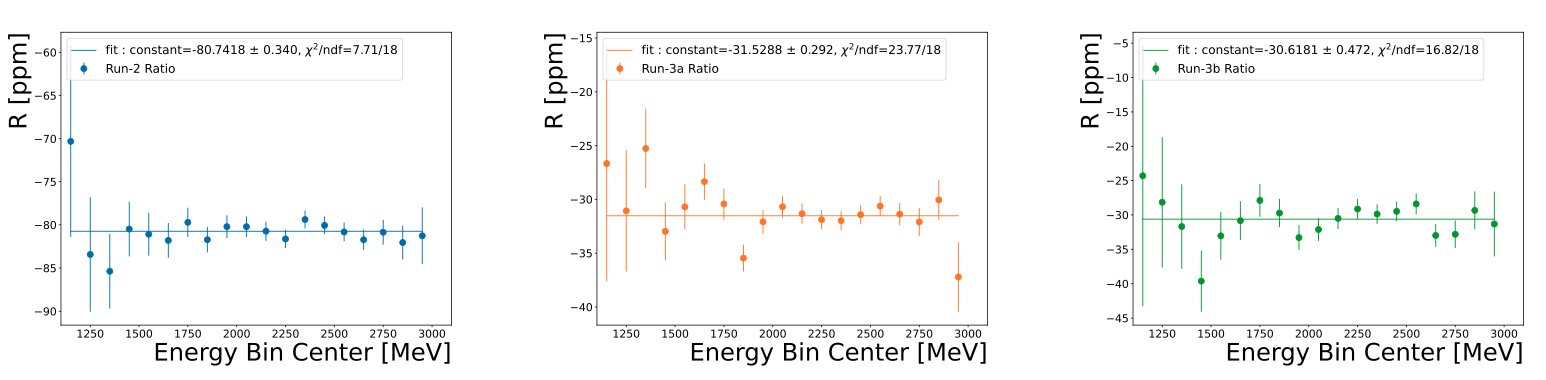 R [ppm]
fit : constant=-80.7418 ± 0.340, χ²/ndf=7.71/18
Run-2 Ratio
−60
−65
−70
−75
−80
−85
−90
1250 1500 1750 2000 2250 2500 2750 3000
Energy Bin Center [MeV]
R [ppm]
fit : constant=-31.5288 ± 0.292, χ²/ndf=23.77/18
Run-3a Ratio
−15
−20
−25
−30
−35
−40
1250 1500 1750 2000 2250 2500 2750 3000
Energy Bin Center [MeV]
R [ppm]
fit : constant=-30.6181 ± 0.472, χ²/ndf=16.82/18
Run-3b Ratio
−5
−10
−15
−20
−25
−30
−35
−40
−45
1250 1500 1750 2000 2250 2500 2750 3000
Energy Bin Center [MeV]